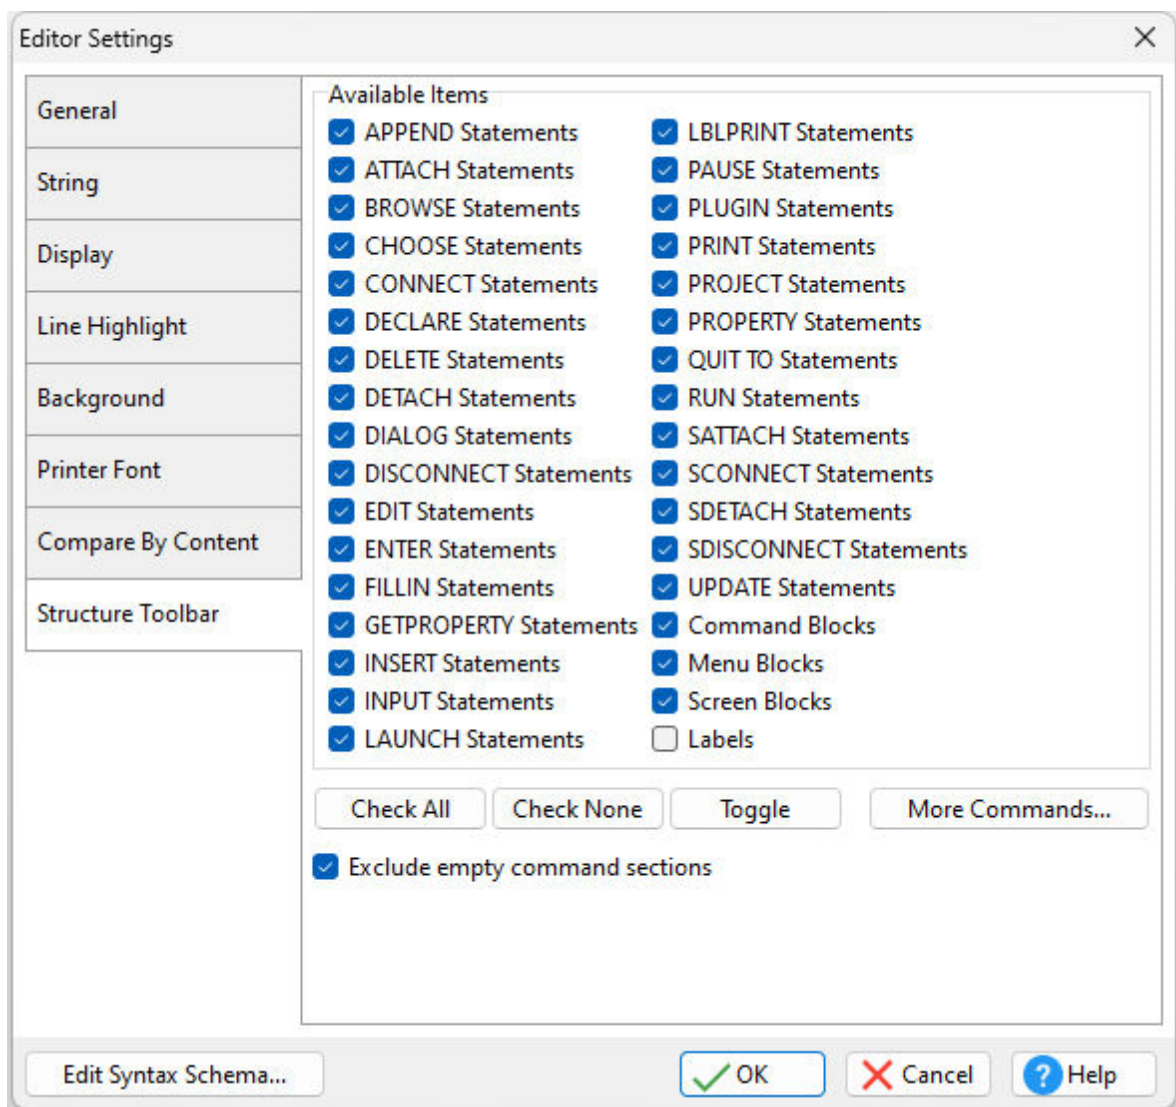 Editor Settings
General
String
Display
Line Highlight
Background
Printer Font
Compare By Content
Structure Toolbar
Available Items
APPEND Statements
ATTACH Statements
BROWSE Statements
CHOOSE Statements
CONNECT Statements
DECLARE Statements
DELETE Statements
DETACH Statements
DIALOG Statements
DISCONNECT Statements
EDIT Statements
ENTER Statements
FILLIN Statements
GETPROPERTY Statements
INSERT Statements
INPUT Statements
LAUNCH Statements
LBLPRINT Statements
PAUSE Statements
PLUGIN Statements
PRINT Statements
PROJECT Statements
PROPERTY Statements
QUIT TO Statements
RUN Statements
SATTACH Statements
SCONNECT Statements
SDETACH Statements
SDISCONNECT Statements
UPDATE Statements
Command Blocks
Menu Blocks
Screen Blocks
Labels
Check All
Check None
Toggle
More Commands...
Exclude empty command sections
Edit Syntax Schema...
OK
Cancel
Help